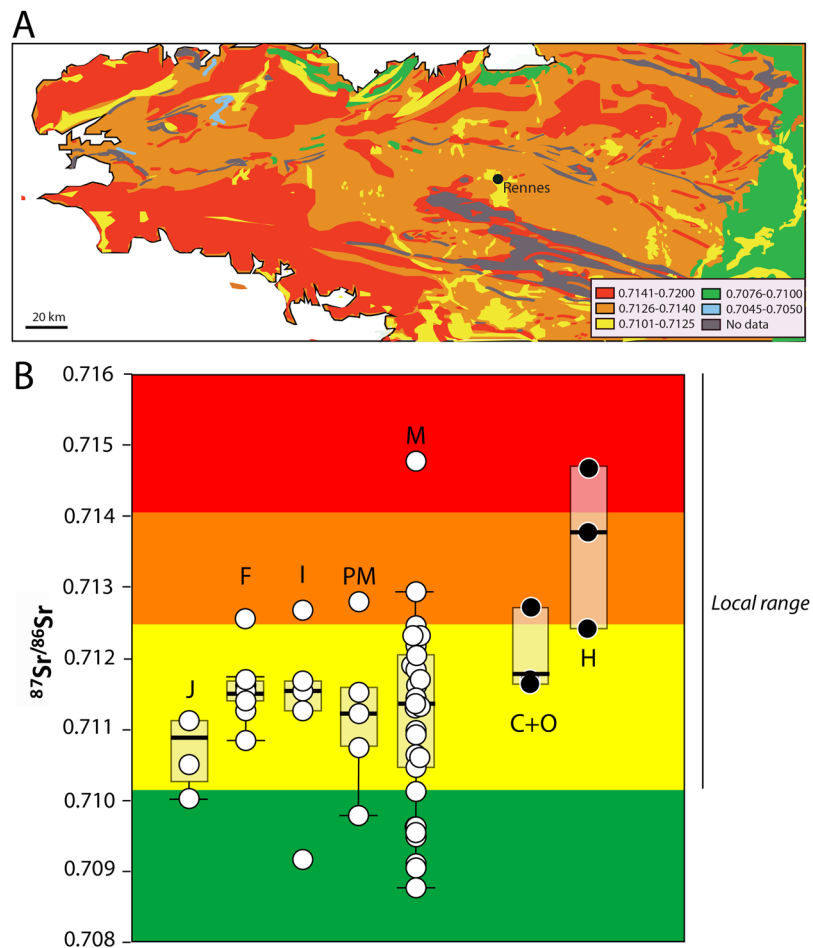 A
Rennes
20 km
0.7141-0.7200
0.7126-0.7140
0.7101-0.7125
0.7076-0.7100
0.7045-0.7050
No data
B
0.716
0.715
0.714
0.713
0.712
0.711
0.710
0.709
0.708
87Sr/86Sr
J
F
I
PM
M
C+O
H
Local range